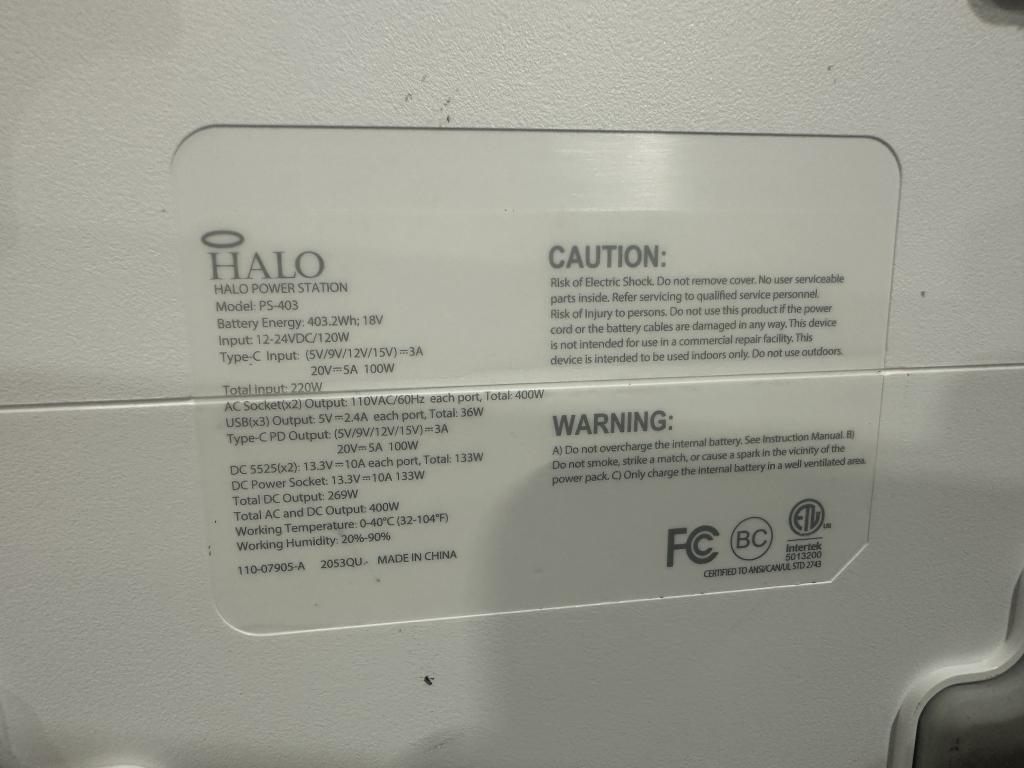 HALO
HALO POWER STATION
Model: PS-403
Battery Energy: 403.2Wh; 18V
Input: 12-24VDC/120W
Type-C Input: (5V/9V/12V/15V)⎓3A
20V⎓5A 100W
Total input: 220W
AC Socket(x2) Output: 110VAC/60Hz each port, Total: 400W
USB(x3) Output: 5V⎓2.4A each port, Total: 36W
Type-C PD Output: (5V/9V/12V/15V)⎓3A
20V⎓5A 100W
DC 5525(x2): 13.3V⎓10A each port, Total: 133W
DC Power Socket: 13.3V⎓10A 133W
Total DC Output: 269W
Total AC and DC Output: 400W
Working Temperature: 0-40°C (32-104°F)
Working Humidity: 20%-90%
110-07905-A 2053QU. MADE IN CHINA
CAUTION:
Risk of Electric Shock. Do not remove cover. No user serviceable
parts inside. Refer servicing to qualified service personnel.
Risk of Injury to persons. Do not use this product if the power
cord or the battery cables are damaged in any way. This device
is not intended for use in a commercial repair facility. This
device is intended to be used indoors only. Do not use outdoors.
WARNING:
A) Do not overcharge the internal battery. See Instruction Manual. B)
Do not smoke, strike a match, or cause a spark in the vicinity of the
power pack. C) Only charge the internal battery in a well ventilated area.
FC BC ETL US
Intertek
5013200
CERTIFIED TO ANSI/CAN/UL STD 2743